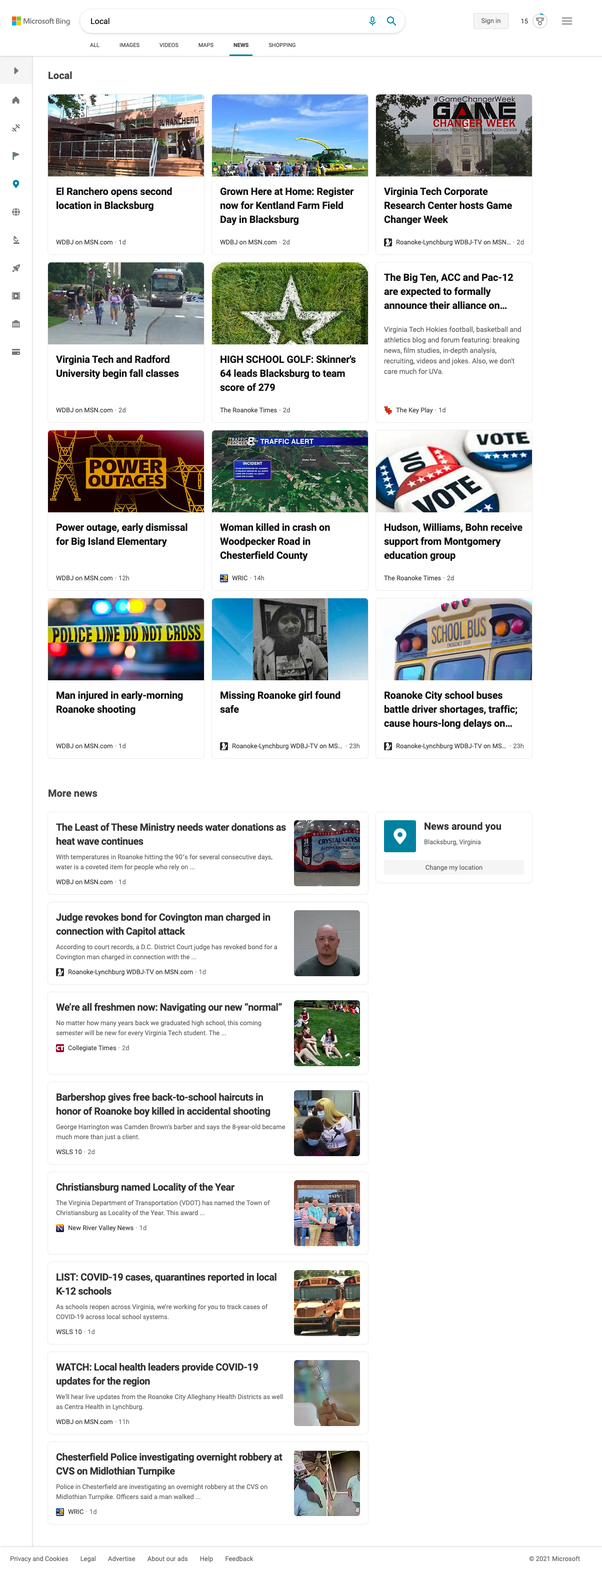 Microsoft Bing
Local
Sign in
15
ALL
IMAGES
VIDEOS
MAPS
NEWS
SHOPPING
Local
EL RANCHERO
#GameChangerWeek
GAME
CHANGER WEEK
El Ranchero opens second
location in Blacksburg
WDBJ on MSN.com · 1d
Grown Here at Home: Register
now for Kentland Farm Field
Day in Blacksburg
WDBJ on MSN.com · 2d
Virginia Tech Corporate
Research Center hosts Game
Changer Week
Roanoke-Lynchburg WDBJ-TV on MSN... · 2d
Virginia Tech and Radford
University begin fall classes
WDBJ on MSN.com · 2d
HIGH SCHOOL GOLF: Skinner's
64 leads Blacksburg to team
score of 279
The Roanoke Times · 2d
The Big Ten, ACC and Pac-12
are expected to formally
announce their alliance on...
Virginia Tech Hokies football, basketball and
athletics blog and forum featuring: breaking
news, film studies, in-depth analysis,
recruiting, videos and jokes. Also, we don't
care much for UVa.
The Key Play · 1d
POWER
OUTAGES
TRAFFIC ALERT
INCIDENT
VOTE
VOTE
Power outage, early dismissal
for Big Island Elementary
WDBJ on MSN.com · 12h
Woman killed in crash on
Woodpecker Road in
Chesterfield County
WRIC · 14h
Hudson, Williams, Bohn receive
support from Montgomery
education group
The Roanoke Times · 2d
POLICE LINE DO NOT CROSS
SCHOOL BUS
Man injured in early-morning
Roanoke shooting
WDBJ on MSN.com · 1d
Missing Roanoke girl found
safe
Roanoke-Lynchburg WDBJ-TV on MS... · 23h
Roanoke City school buses
battle driver shortages, traffic;
cause hours-long delays on...
Roanoke-Lynchburg WDBJ-TV on MS... · 23h
More news
The Least of These Ministry needs water donations as
heat wave continues
With temperatures in Roanoke hitting the 90's for several consecutive days,
water is a coveted item for people who rely on ...
WDBJ on MSN.com · 1d
CRYSTAL GEYSER
News around you
Blacksburg, Virginia
Change my location
Judge revokes bond for Covington man charged in
connection with Capitol attack
According to court records, a D.C. District Court judge has revoked bond for a
Covington man charged in connection with the ...
Roanoke-Lynchburg WDBJ-TV on MSN.com · 1d
We're all freshmen now: Navigating our new "normal"
No matter how many years back we graduated high school, this coming
semester will be new for every Virginia Tech student. The ...
CT Collegiate Times · 2d
Barbershop gives free back-to-school haircuts in
honor of Roanoke boy killed in accidental shooting
George Harrington was Camden Brown's barber and says the 8-year-old became
much more than just a client.
WSLS 10 · 2d
Christiansburg named Locality of the Year
The Virginia Department of Transportation (VDOT) has named the Town of
Christiansburg as Locality of the Year. This award ...
New River Valley News · 1d
LIST: COVID-19 cases, quarantines reported in local
K-12 schools
As schools reopen across Virginia, we're working for you to track cases of
COVID-19 across local school systems.
WSLS 10 · 1d
WATCH: Local health leaders provide COVID-19
updates for the region
We'll hear live updates from the Roanoke City Alleghany Health Districts as well
as Centra Health in Lynchburg.
WDBJ on MSN.com · 11h
Chesterfield Police investigating overnight robbery at
CVS on Midlothian Turnpike
Police in Chesterfield are investigating an overnight robbery at the CVS on
Midlothian Turnpike. Officers said a man walked ...
WRIC · 1d
Privacy and Cookies
Legal
Advertise
About our ads
Help
Feedback
© 2021 Microsoft